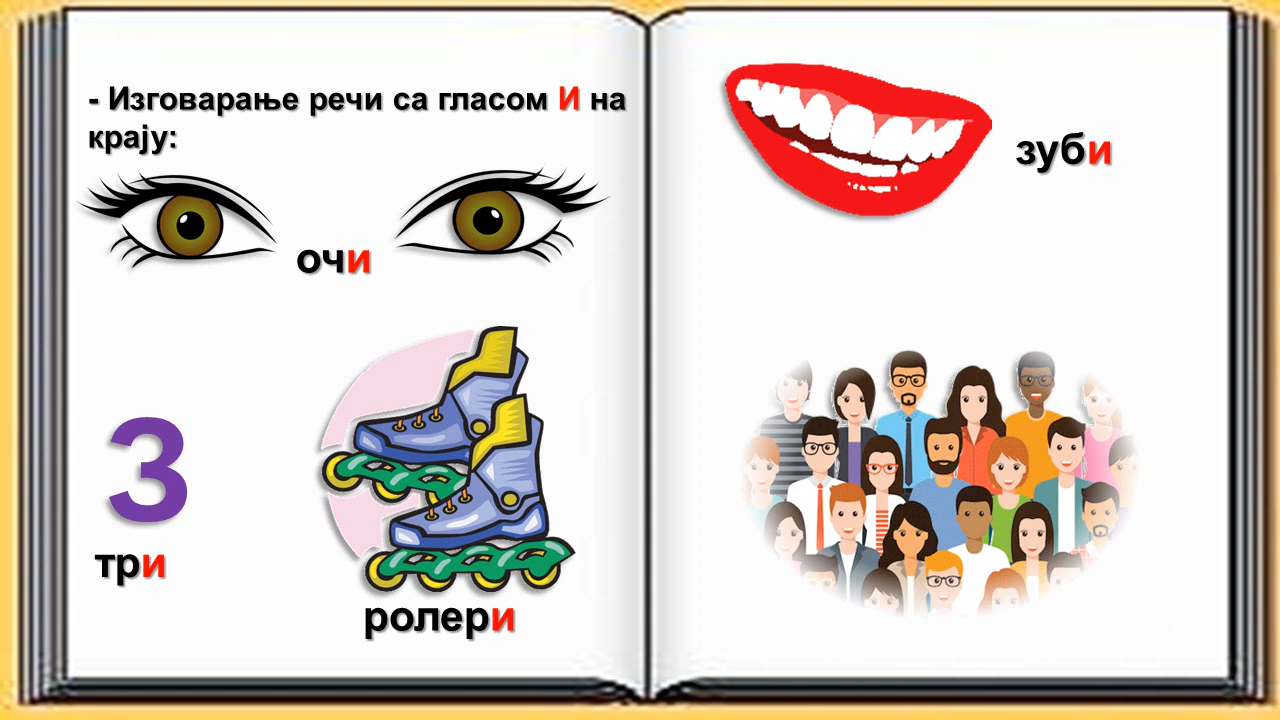 - Изговарање речи са гласом И на
крају:
очи
3
три
ролери
зуби